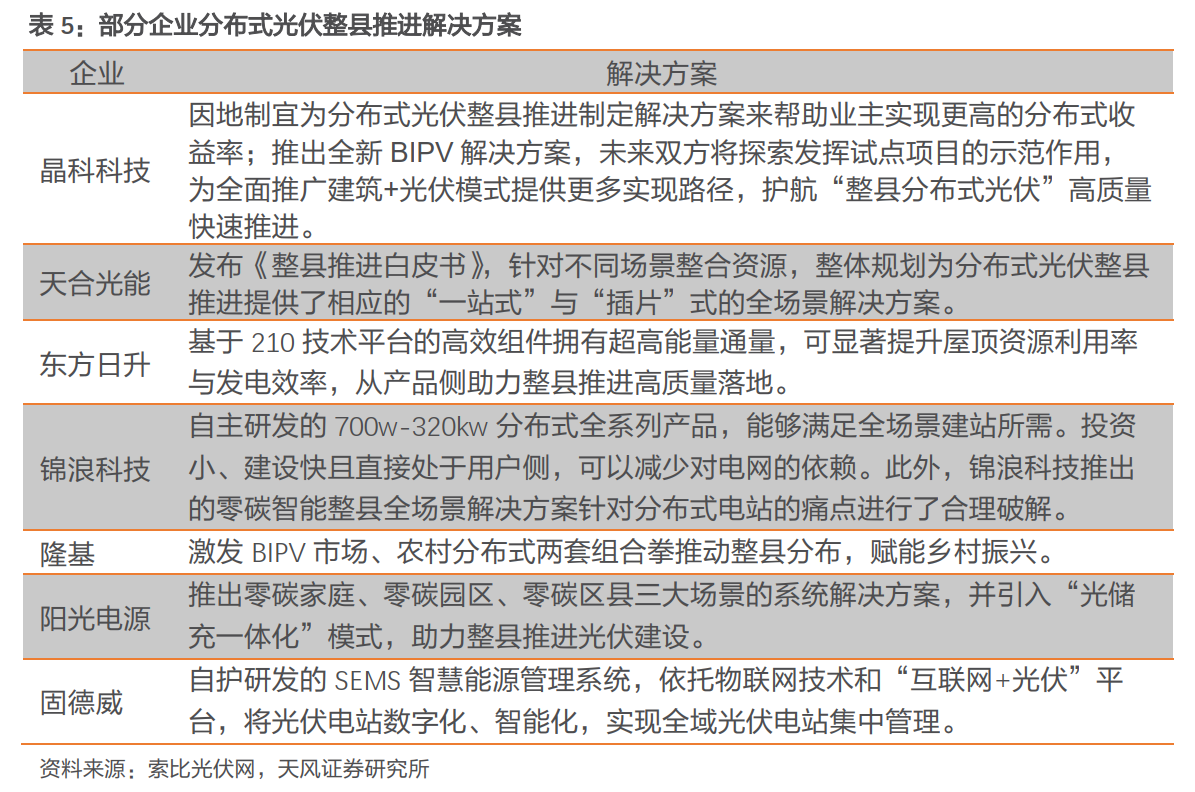 表 5：部分企业分布式光伏整县推进解决方案
企业 解决方案
晶科科技
因地制宜为分布式光伏整县推进制定解决方案来帮助业主实现更高的分布式收
益率；推出全新 BIPV 解决方案，未来双方将探索发挥试点项目的示范作用，
为全面推广建筑+光伏模式提供更多实现路径，护航“整县分布式光伏”高质量
快速推进。
天合光能
发布《整县推进白皮书》，针对不同场景整合资源，整体规划为分布式光伏整县
推进提供了相应的“一站式”与“插片”式的全场景解决方案。
东方日升
基于 210 技术平台的高效组件拥有超高能量通量，可显著提升屋顶资源利用率
与发电效率，从产品侧助力整县推进高质量落地。
锦浪科技
自主研发的 700w-320kw 分布式全系列产品，能够满足全场景建站所需。投资
小、建设快且直接处于用户侧，可以减少对电网的依赖。此外，锦浪科技推出
的零碳智能整县全场景解决方案针对分布式电站的痛点进行了合理破解。
隆基
激发 BIPV 市场、农村分布式两套组合拳推动整县分布，赋能乡村振兴。
阳光电源
推出零碳家庭、零碳园区、零碳区县三大场景的系统解决方案，并引入“光储
充一体化”模式，助力整县推进光伏建设。
固德威
自护研发的 SEMS 智慧能源管理系统，依托物联网技术和“互联网+光伏”平
台，将光伏电站数字化、智能化，实现全域光伏电站集中管理。
资料来源：索比光伏网，天风证券研究所